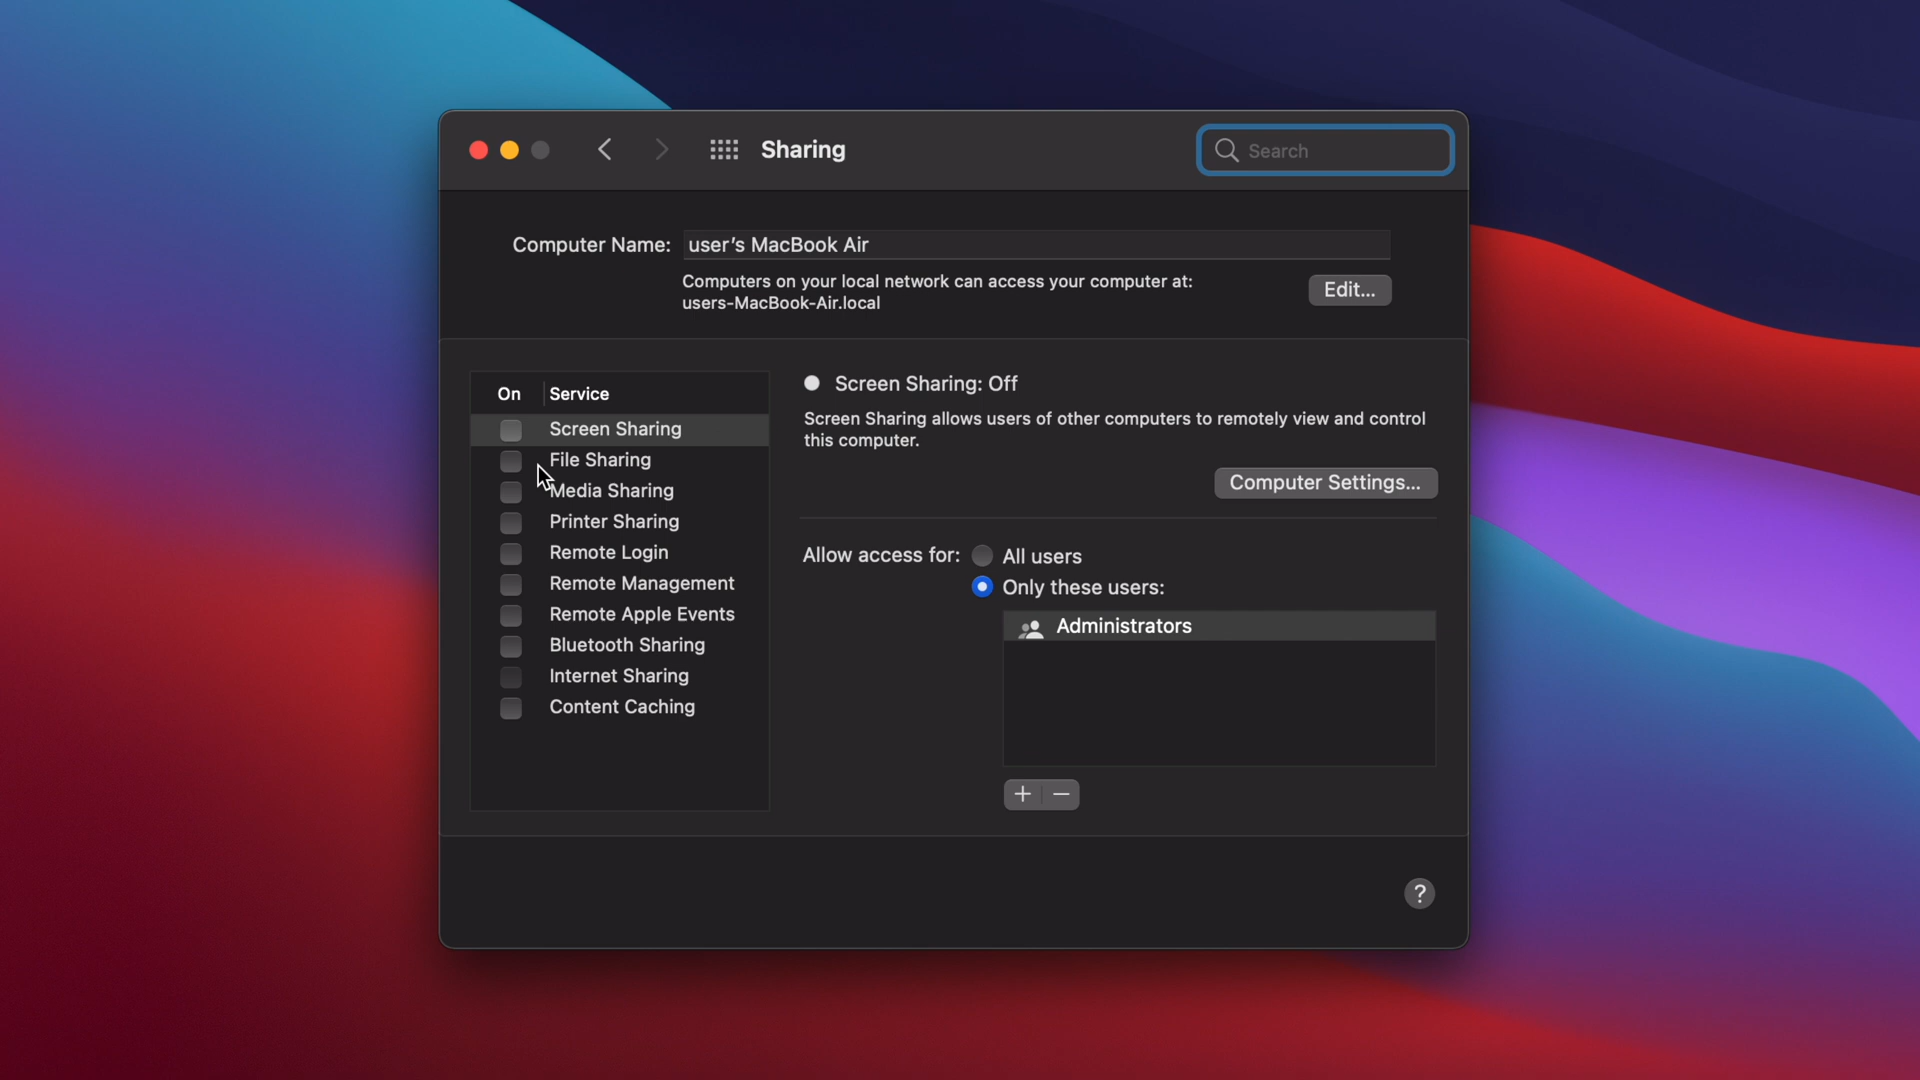 Sharing
Search
Computer Name: user's MacBook Air
Computers on your local network can access your computer at:
users-MacBook-Air.local
Edit...
On Service
Screen Sharing
File Sharing
Media Sharing
Printer Sharing
Remote Login
Remote Management
Remote Apple Events
Bluetooth Sharing
Internet Sharing
Content Caching
Screen Sharing: Off
Screen Sharing allows users of other computers to remotely view and control
this computer.
Computer Settings...
Allow access for: All users
Only these users:
Administrators
+ −
?